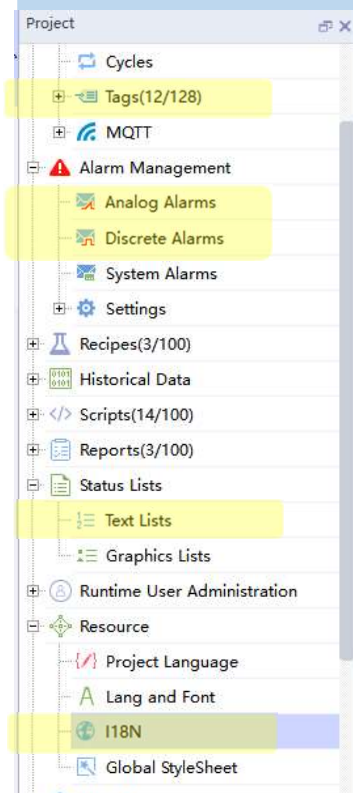 Project
Cycles
Tags(12/128)
MQTT
Alarm Management
Analog Alarms
Discrete Alarms
System Alarms
Settings
Recipes(3/100)
Historical Data
Scripts(14/100)
Reports(3/100)
Status Lists
Text Lists
Graphics Lists
Runtime User Administration
Resource
Project Language
Lang and Font
I18N
Global StyleSheet